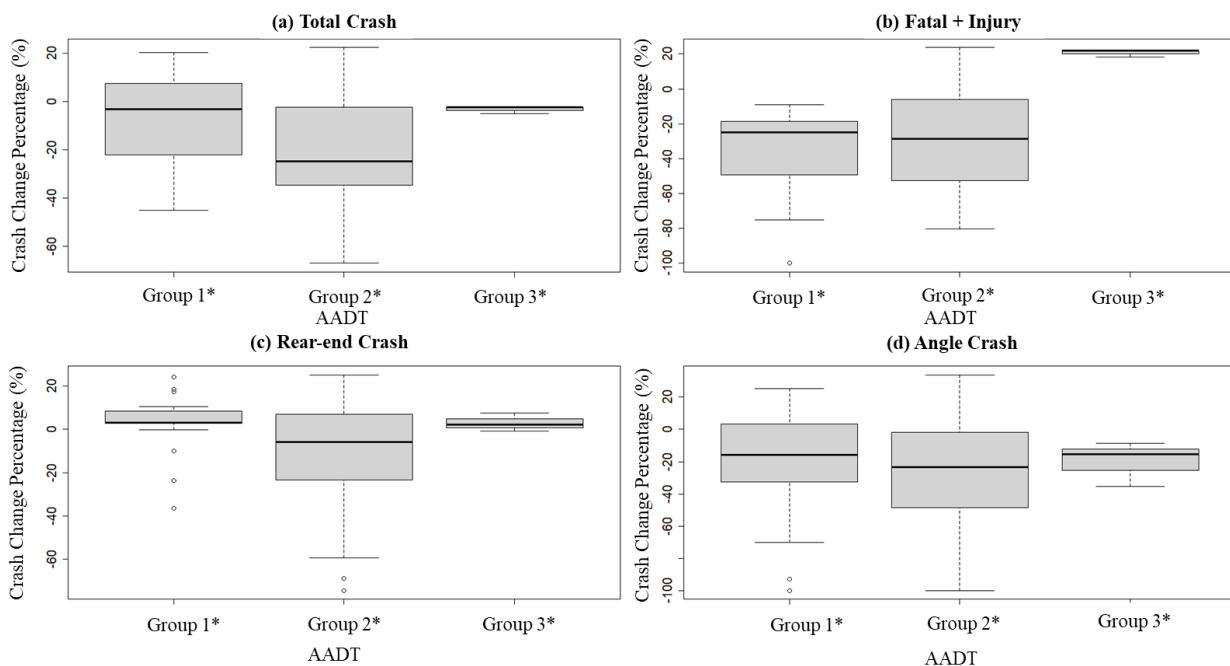 (a) Total Crash
Crash Change Percentage (%)
20
0
20
40
-60
Group 1*
Group 2*
Group 3*
AADT
(b) Fatal + Injury
Crash Change Percentage (%)
20
0
-20
-40
-60
-80
-100
Group 1*
Group 2*
Group 3*
AADT
(c) Rear-end Crash
Crash Change Percentage (%)
20
0
20
40
-60
Group 1*
Group 2*
Group 3*
AADT
(d) Angle Crash
Crash Change Percentage (%)
20
0
-20
-40
-60
-100
Group 1*
Group 2*
Group 3*
AADT